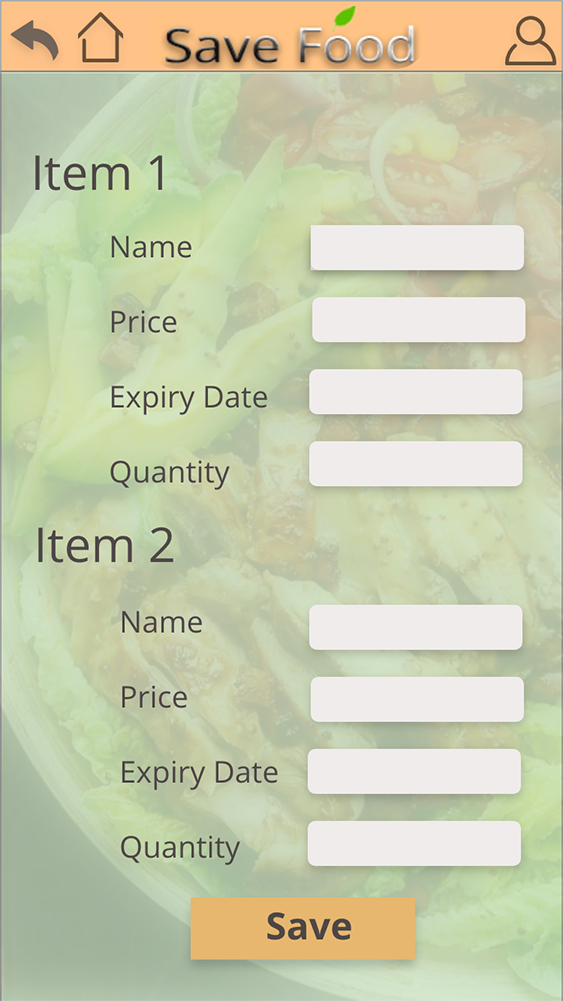 Save Food
Item 1
Name
Price
Expiry Date
Quantity
Item 2
Name
Price
Expiry Date
Quantity
Save